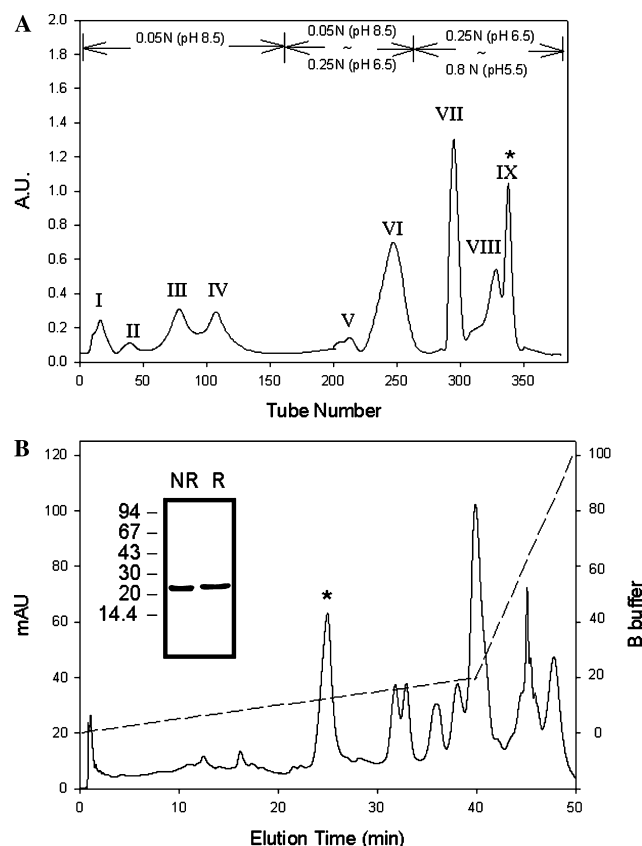 A
2.0
1.8
1.6
1.4
1.2
1.0
0.8
0.6
0.4
0.2
0.0
A.U.
0.05N (pH 8.5)
0.05N (pH 8.5)
~
0.25N (pH 6.5)
0.25N (pH 6.5)
~
0.8 N (pH5.5)
I
II
III
IV
V
VI
VII
VIII
*
IX
0 50 100 150 200 250 300 350
Tube Number
B
120
100
80
60
40
20
0
mAU
NR R
94 –
67 –
43 –
30 –
20 –
14.4 –
*
100
80
60
40
20
0
B buffer
0 10 20 30 40 50
Elution Time (min)